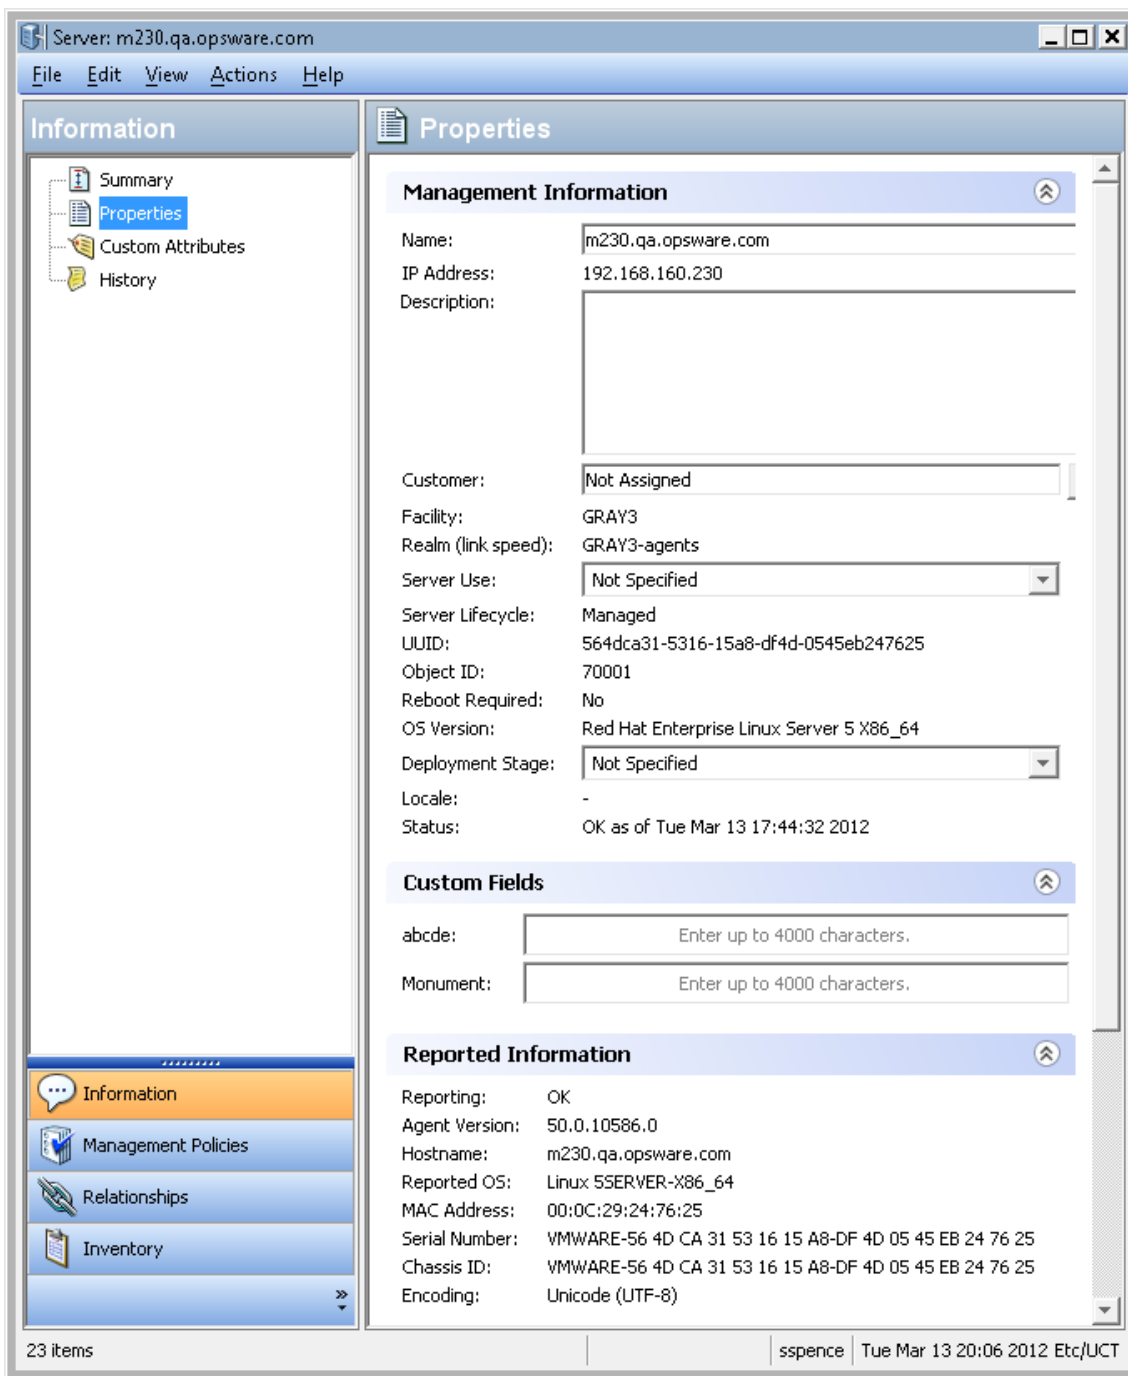 Server: m230.qa.opsware.com
File Edit View Actions Help
Information
Summary
Properties
Custom Attributes
History
Information
Management Policies
Relationships
Inventory
Properties
Management Information
Name: m230.qa.opsware.com
IP Address: 192.168.160.230
Description:
Customer: Not Assigned
Facility: GRAY3
Realm (link speed): GRAY3-agents
Server Use: Not Specified
Server Lifecycle: Managed
UUID: 564dca31-5316-15a8-df4d-0545eb247625
Object ID: 70001
Reboot Required: No
OS Version: Red Hat Enterprise Linux Server 5 X86_64
Deployment Stage: Not Specified
Locale: -
Status: OK as of Tue Mar 13 17:44:32 2012
Custom Fields
abcde: Enter up to 4000 characters.
Monument: Enter up to 4000 characters.
Reported Information
Reporting: OK
Agent Version: 50.0.10586.0
Hostname: m230.qa.opsware.com
Reported OS: Linux 5SERVER-X86_64
MAC Address: 00:0C:29:24:76:25
Serial Number: VMWARE-56 4D CA 31 53 16 15 A8-DF 4D 05 45 EB 24 76 25
Chassis ID: VMWARE-56 4D CA 31 53 16 15 A8-DF 4D 05 45 EB 24 76 25
Encoding: Unicode (UTF-8)
23 items
sspence
Tue Mar 13 20:06 2012 Etc/UCT